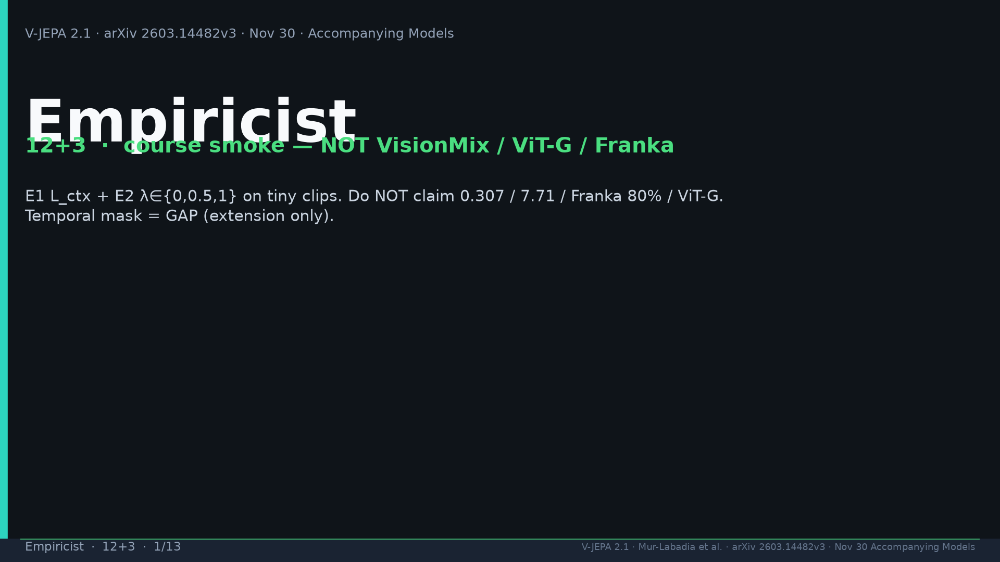 V-JEPA 2.1 · arXiv 2603.14482v3 · Nov 30 · Accompanying Models
Empiricist
12+3 · course smoke — NOT VisionMix / ViT-G / Franka
E1 L_ctx + E2 λ∈{0,0.5,1} on tiny clips. Do NOT claim 0.307 / 7.71 / Franka 80% / ViT-G.
Temporal mask = GAP (extension only).
Empiricist · 12+3 · 1/13
V-JEPA 2.1 · Mur-Labadia et al. · arXiv 2603.14482v3 · Nov 30 Accompanying Models